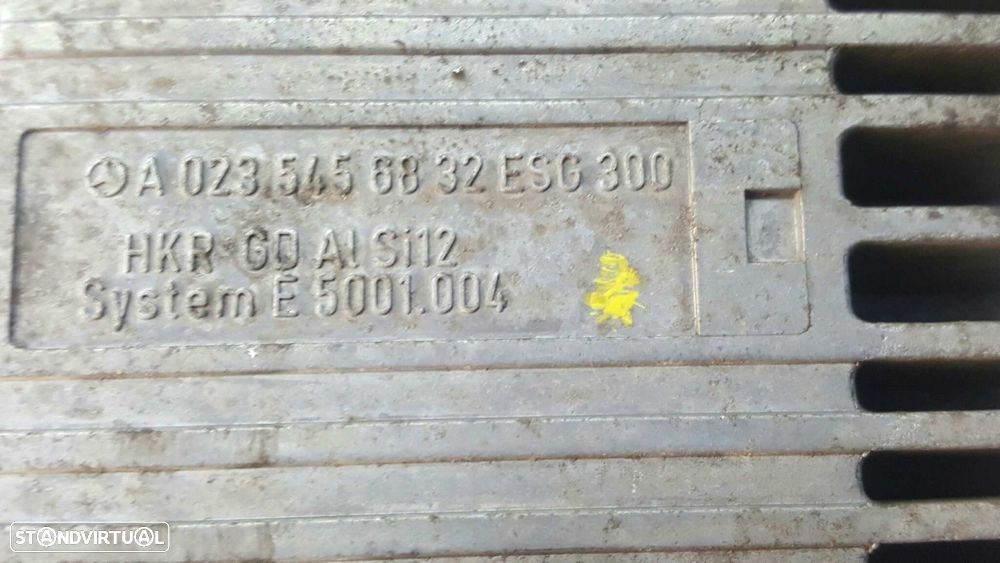 A 023 545 68 32 ESG 300
HKR GD Al Si12
System E 5001.004
STANDVIRTUAL